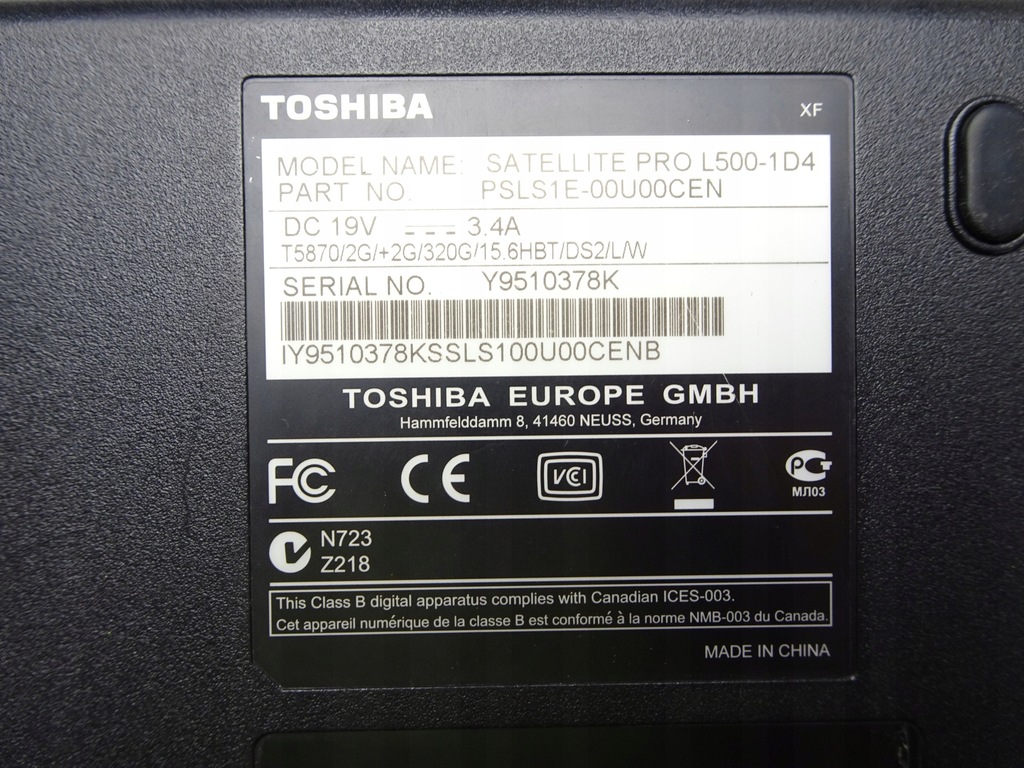 TOSHIBA
XF
MODEL NAME: SATELLITE PRO L500-1D4
PART NO. PSLS1E-00U00CEN
DC 19V 3.4A
T5870/2G/+2G/320G/15.6HBT/DS2/L/W
SERIAL NO. Y9510378K
IY9510378KSSLS100U00CENB
TOSHIBA EUROPE GMBH
Hammfelddamm 8, 41460 NEUSS, Germany
FC CE VCI PCT
МЛ03
N723
Z218
This Class B digital apparatus complies with Canadian ICES-003.
Cet appareil numérique de la classe B est conformé à la norme NMB-003 du Canada.
MADE IN CHINA